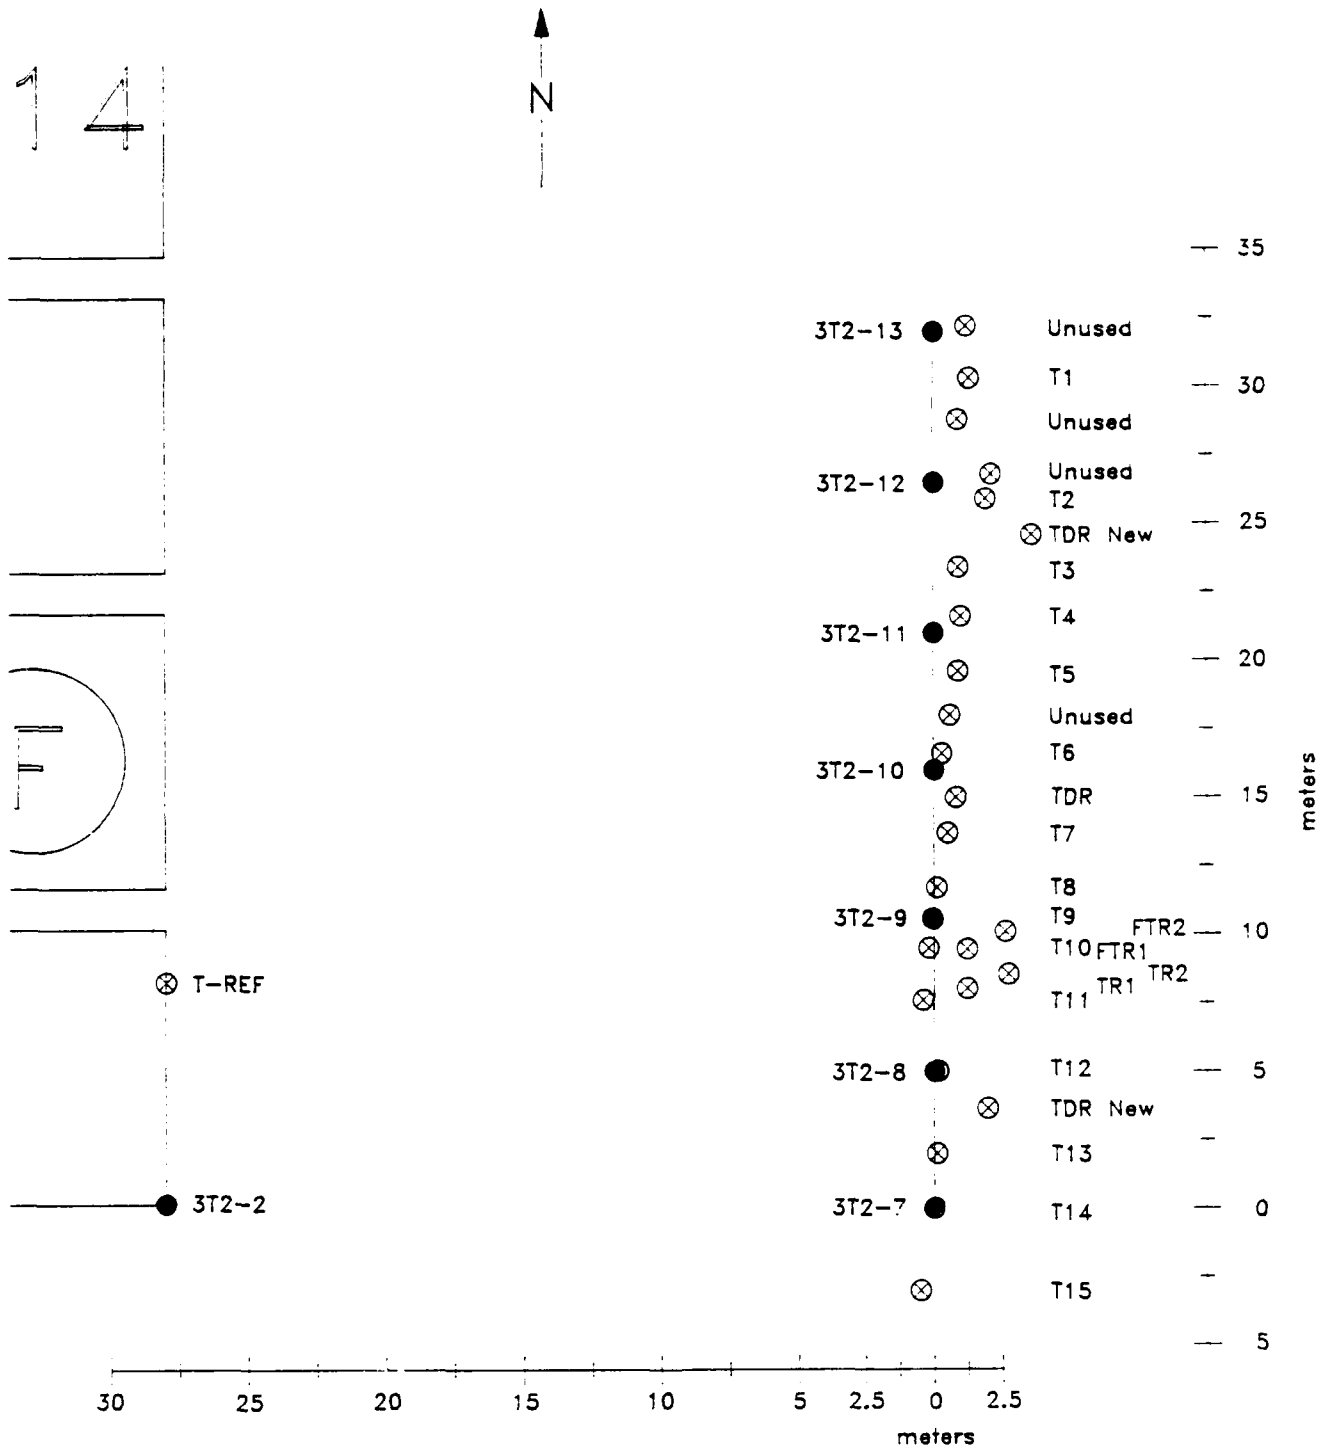 14
N
35
3T2-13 Unused
T1 30
Unused
3T2-12 Unused
T2
25
TDR New
T3
3T2-11 T4
20
T5
Unused
F
3T2-10 T6
TDR 15
meters
T7
T8
3T2-9 T9
FTR2 10
T10 FTR1
T-REF TR2
T11 TR1
3T2-8 T12 5
TDR New
T13
3T2-2 3T2-7 T14 0
T15
5
30 25 20 15 10 5 0 2.5
meters